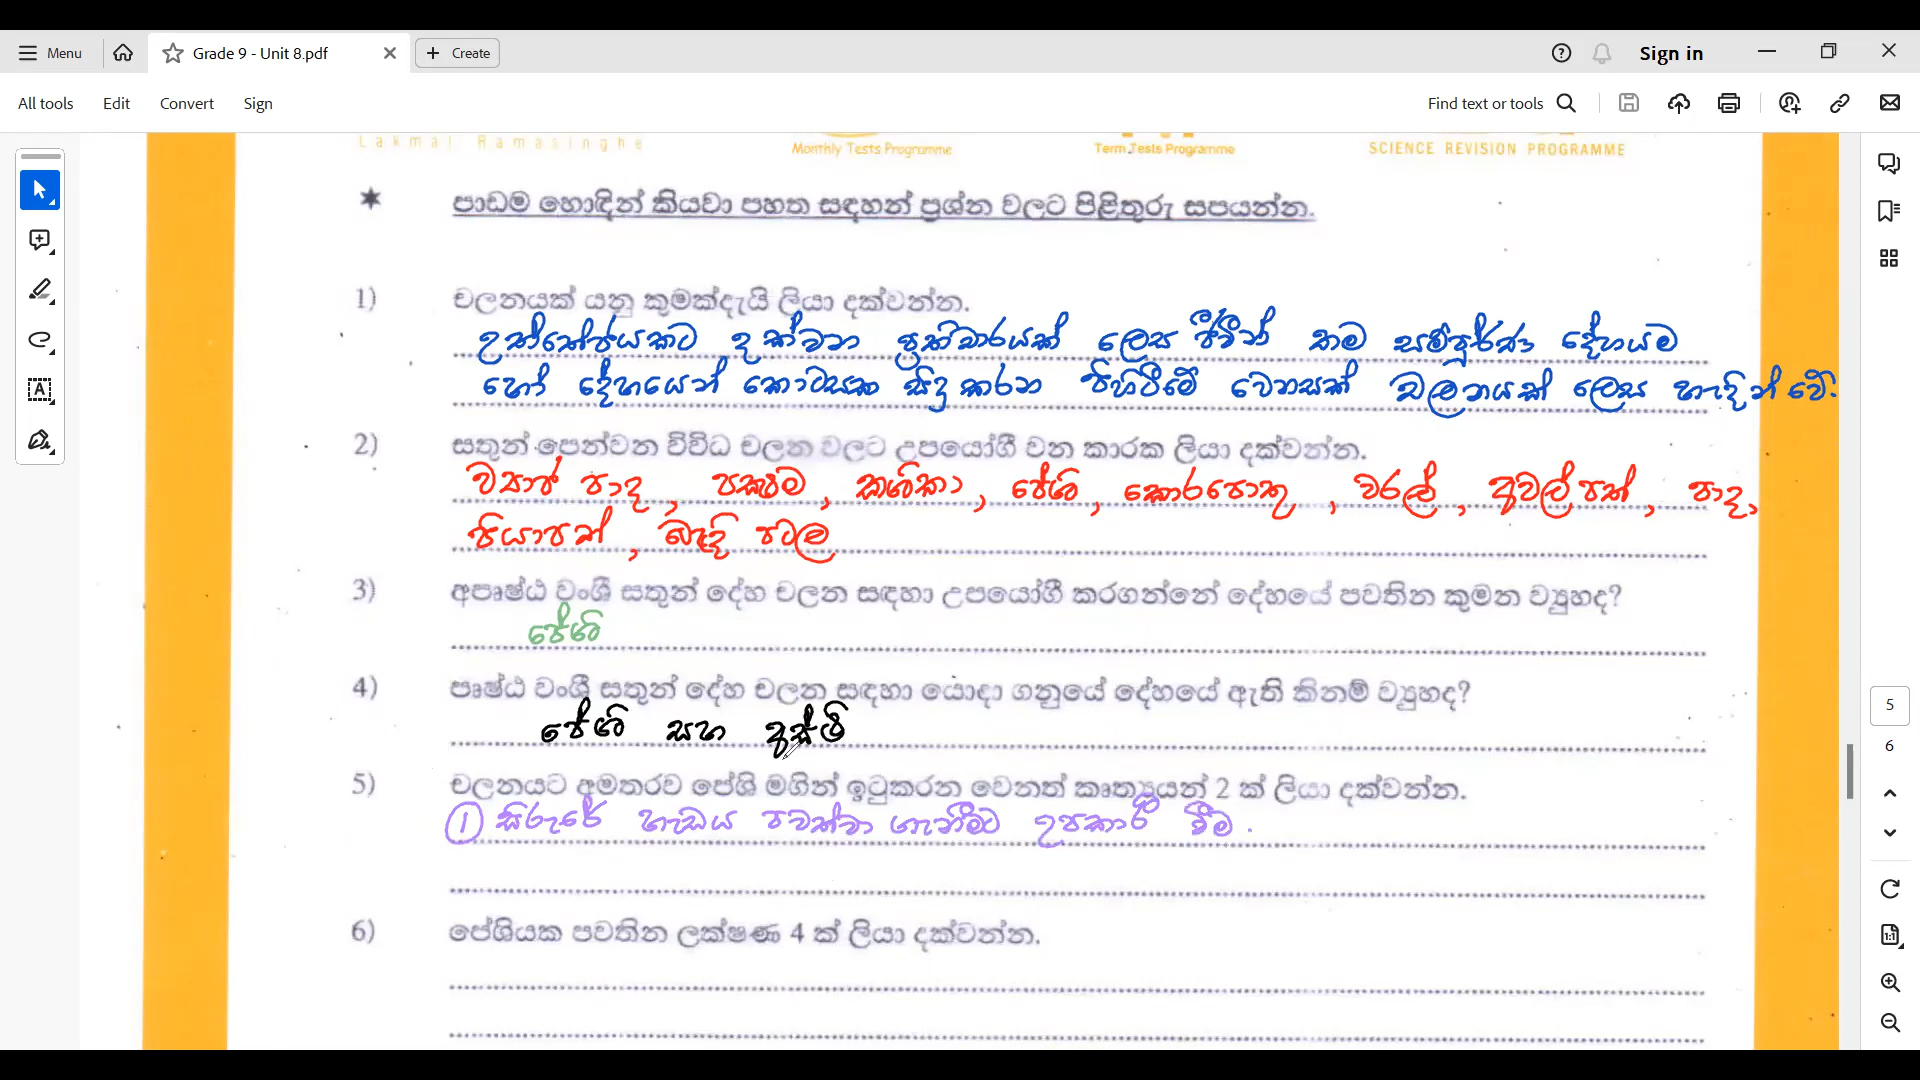 Menu
Grade 9 - Unit 8.pdf
Create
Sign in
All tools Edit Convert Sign
Find text or tools
Lakmal Ramasinghe
Monthly Tests Programme
Term Tests Programme
SCIENCE REVISION PROGRAMME
පාඩම හොඳින් කියවා පහත සඳහන් ප්‍රශ්න වලට පිළිතුරු සපයන්න.
1) චලනයක් යනු කුමක්දැයි ලියා දක්වන්න.
උත්තේජයකට දක්වන ප්‍රතිචාරයක් ලෙස ජීවීන් තම සම්පූර්ණ දේහයම
හෝ දේහයෙන් කොටසක සිදු කරන පිහිටීමේ වෙනසක් චලනයක් ලෙස හැඳින් වේ.
2) සතුන් පෙන්වන විවිධ චලන වලට උපයෝගී වන කාරක ලියා දක්වන්න.
ව්‍යාජ පාද, පක්ෂ්ම, කශිකා, පේශි, කොරපොතු, වරල්, අවල්පත්, පාද,
පියාපත්, බැඳි පටල
3) අපෘෂ්ඨ වංශී සතුන් දේහ චලන සඳහා උපයෝගී කරගන්නේ දේහයේ පවතින කුමන ව්‍යුහද?
පේශි
4) පෘෂ්ඨ වංශී සතුන් දේහ චලන සඳහා යොදා ගනුයේ දේහයේ ඇති කිනම් ව්‍යුහද?
පේශි සහ අස්ථි
5) චලනයට අමතරව පේශි මගින් ඉටුකරන වෙනත් කෘත්‍යයන් 2 ක් ලියා දක්වන්න.
1 සිරුරේ හැඩය පවත්වා ගැනීමට උපකාරී වීම.
6) පේශියක පවතින ලක්ෂණ 4 ක් ලියා දක්වන්න.
5
6